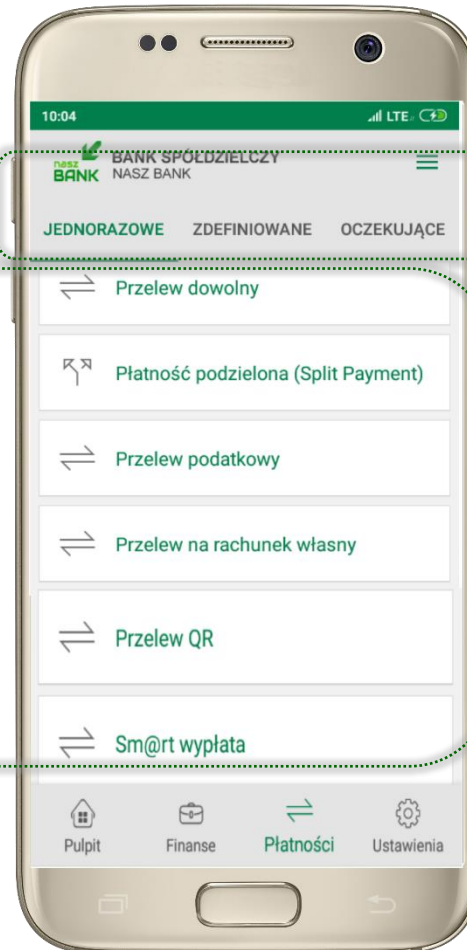 10:04
LTE
nasz
BANK
BANK SPÓŁDZIELCZY
NASZ BANK
JEDNORAZOWE ZDEFINIOWANE OCZEKUJĄCE
Przelew dowolny
Płatność podzielona (Split Payment)
Przelew podatkowy
Przelew na rachunek własny
Przelew QR
Sm@rt wypłata
Pulpit Finanse Płatności Ustawienia